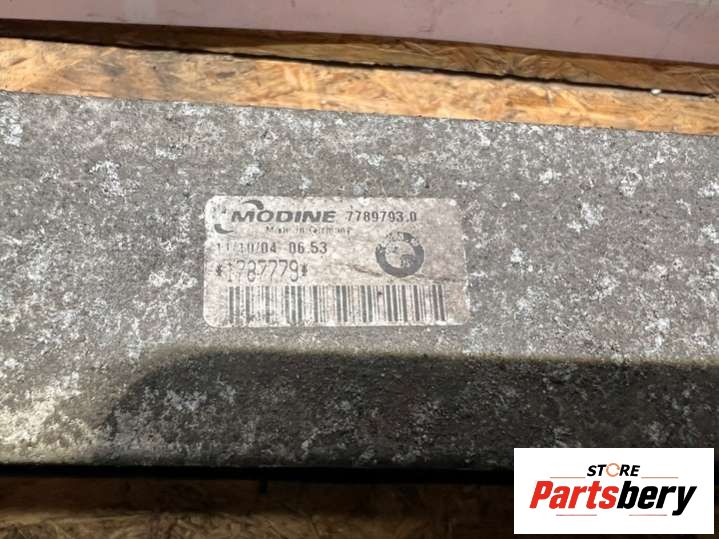 MODINE 7789793.0
Made in Germany
11/10/04 06.53
*1787779*
STORE
Partsbery